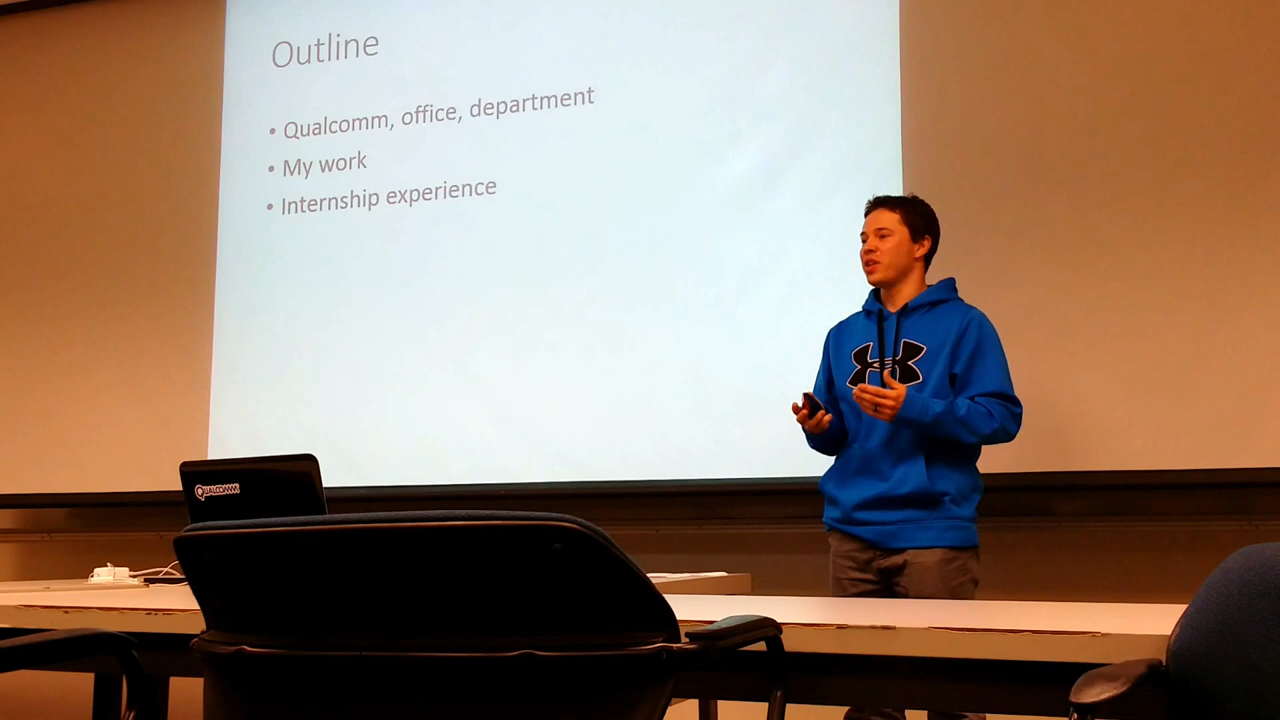 Outline
• Qualcomm, office, department
• My work
• Internship experience
QUALCOMM